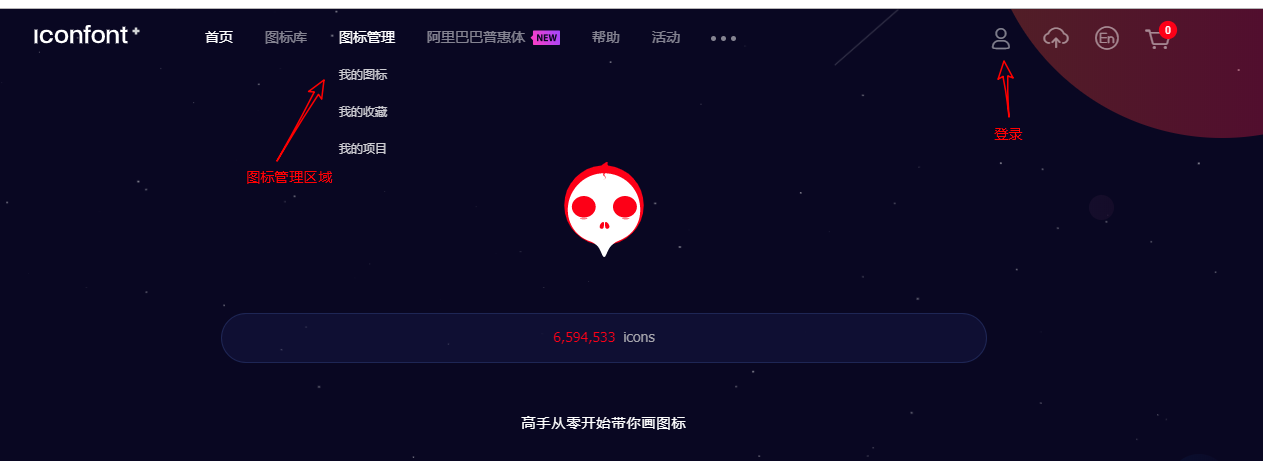 iconfont+ 首页 图标库 图标管理 阿里巴巴普惠体 NEW 帮助 活动 En 0
我的图标
我的收藏
登录
我的项目
图标管理区域
6,594,533 icons
高手从零开始带你画图标